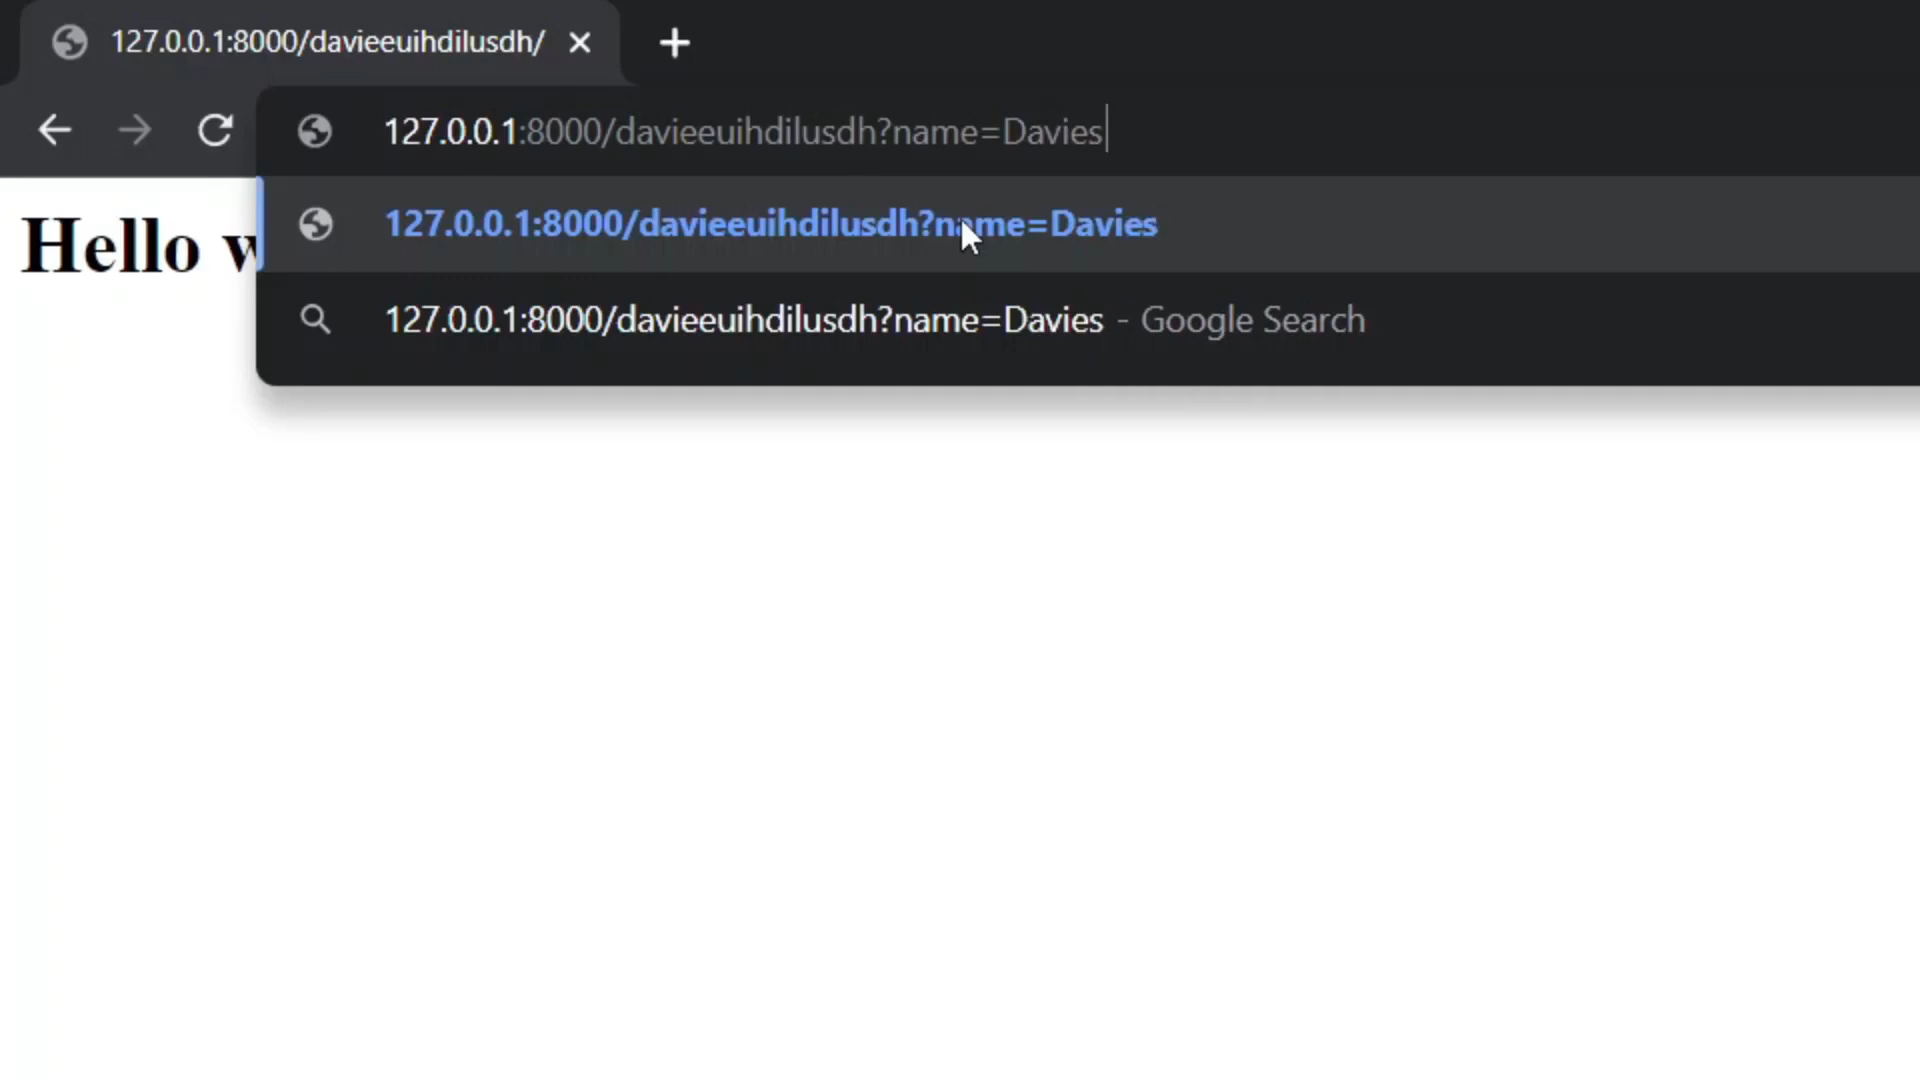 127.0.0.1:8000/davieeuihdilusdh/
127.0.0.1:8000/davieeuihdilusdh?name=Davies
127.0.0.1:8000/davieeuihdilusdh?name=Davies
127.0.0.1:8000/davieeuihdilusdh?name=Davies - Google Search
Hello